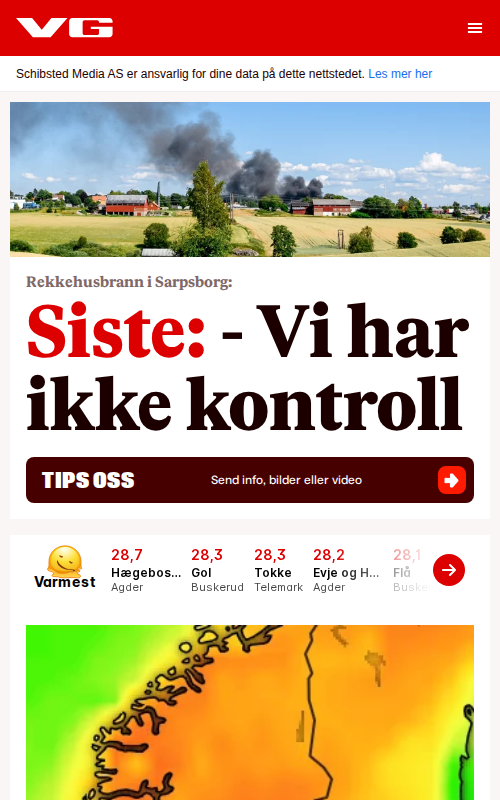 VG
Schibsted Media AS er ansvarlig for dine data på dette nettstedet. Les mer her
Rekkehusbrann i Sarpsborg:
Siste: - Vi har
ikke kontroll
TIPS OSS
Send info, bilder eller video
Varmest
28,7
Hægebos...
Agder
28,3
Gol
Buskerud
28,3
Tokke
Telemark
28,2
Evje og H...
Agder
28,1
Flå